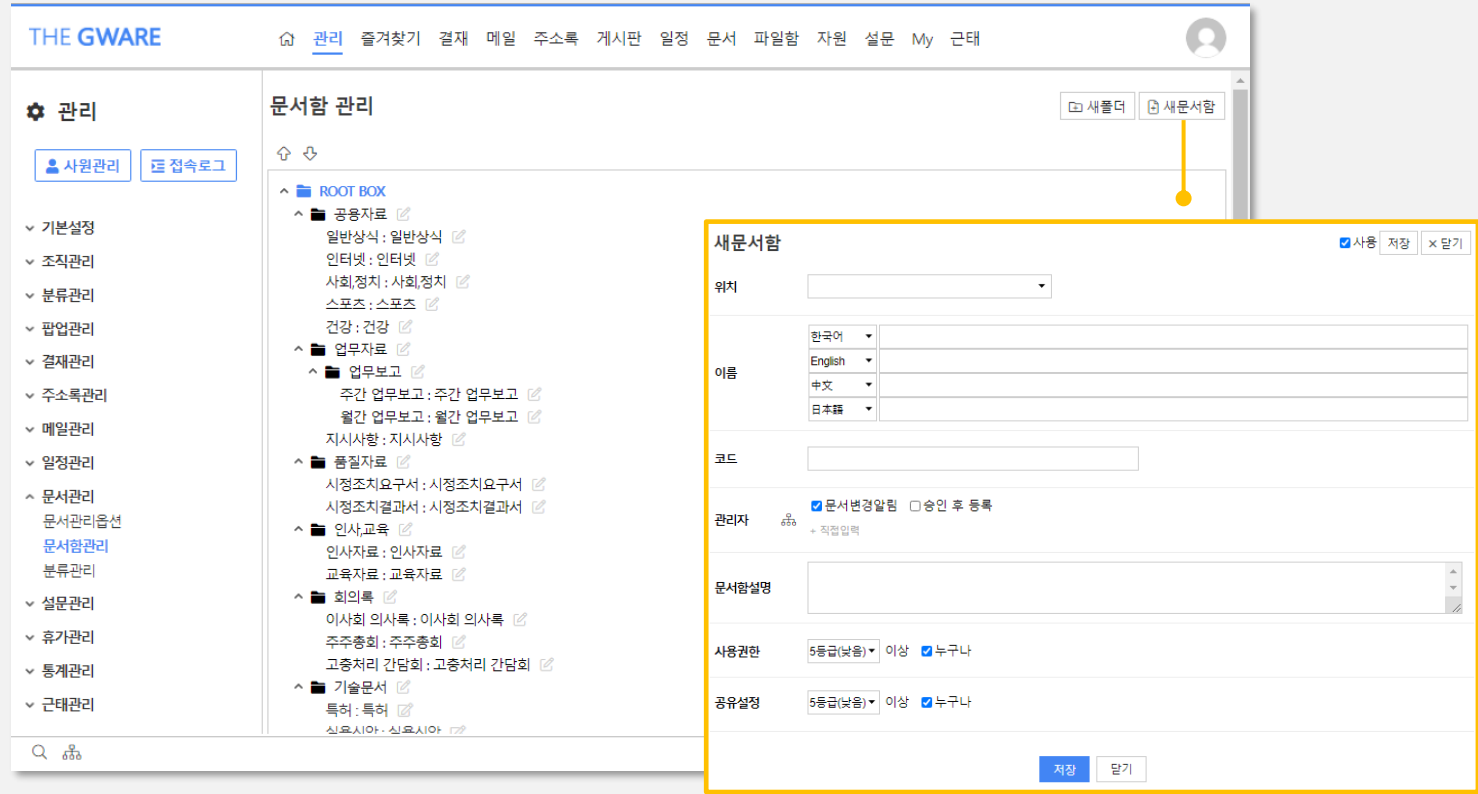 THE GWARE
관리 즐겨찾기 결재 메일 주소록 게시판 일정 문서 파일함 자원 설문 My 근태
관리
사원관리 접속로그
기본설정
조직관리
분류관리
팝업관리
결재관리
주소록관리
메일관리
일정관리
문서관리
문서관리옵션
문서함관리
분류관리
설문관리
휴가관리
통계관리
근태관리
문서함 관리
새폴더 새문서함
ROOT BOX
공용자료
일반상식 : 일반상식
인터넷 : 인터넷
사회,정치 : 사회,정치
스포츠 : 스포츠
건강 : 건강
업무자료
업무보고
주간 업무보고 : 주간 업무보고
월간 업무보고 : 월간 업무보고
지시사항 : 지시사항
품질자료
시정조치요구서 : 시정조치요구서
시정조치결과서 : 시정조치결과서
인사,교육
인사자료 : 인사자료
교육자료 : 교육자료
회의록
이사회 의사록 : 이사회 의사록
주주총회 : 주주총회
고충처리 간담회 : 고충처리 간담회
기술문서
특허 : 특허
실용신안 : 실용신안
새문서함
사용 저장 × 닫기
위치
이름
한국어
English
中文
日本語
코드
관리자
문서변경알림 승인 후 등록
+ 직접입력
문서함설명
사용권한 5등급(낮음) 이상 누구나
공유설정 5등급(낮음) 이상 누구나
저장 닫기